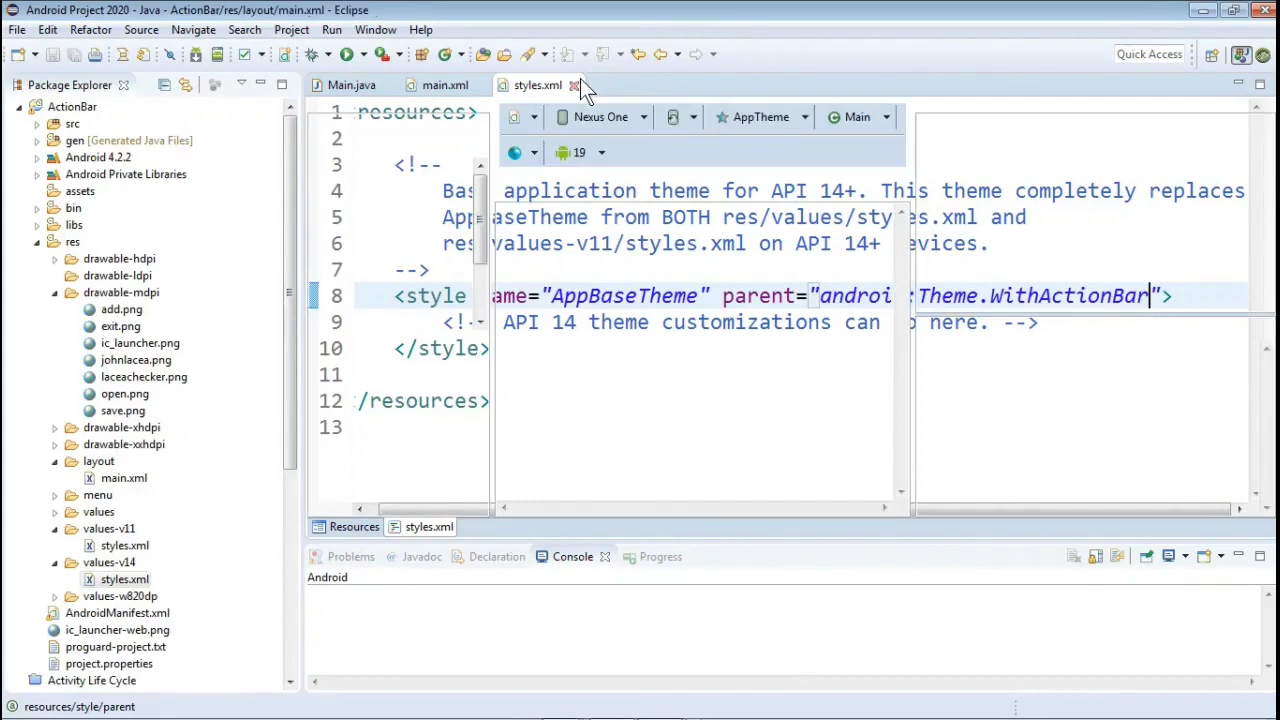 Android Project 2020 - Java - ActionBar/res/layout/main.xml - Eclipse
File Edit Refactor Source Navigate Search Project Run Window Help
Quick Access
Package Explorer
Main.java main.xml styles.xml
ActionBar
src
gen [Generated Java Files]
Android 4.2.2
Android Private Libraries
assets
bin
libs
res
drawable-hdpi
drawable-ldpi
drawable-mdpi
add.png
exit.png
ic_launcher.png
johnlacea.png
laceachecker.png
open.png
save.png
drawable-xhdpi
drawable-xxhdpi
layout
main.xml
menu
values
values-v11
styles.xml
values-v14
styles.xml
values-w820dp
AndroidManifest.xml
ic_launcher-web.png
proguard-project.txt
project.properties
Activity Life Cycle
Nexus One AppTheme Main
19
1 resources>
2
3 <!--
4 Bas application theme for API 14+. This theme completely replaces
5 AppBaseTheme from BOTH res/values/styles.xml and
6 res values-v11/styles.xml on API 14+ devices.
7 -->
8 <style name="AppBaseTheme" parent="android:Theme.WithActionBar">
9 <!-- API 14 theme customizations can go here. -->
10 </style>
11
12 /resources>
13
Resources styles.xml
Problems Javadoc Declaration Console Progress
Android
resources/style/parent